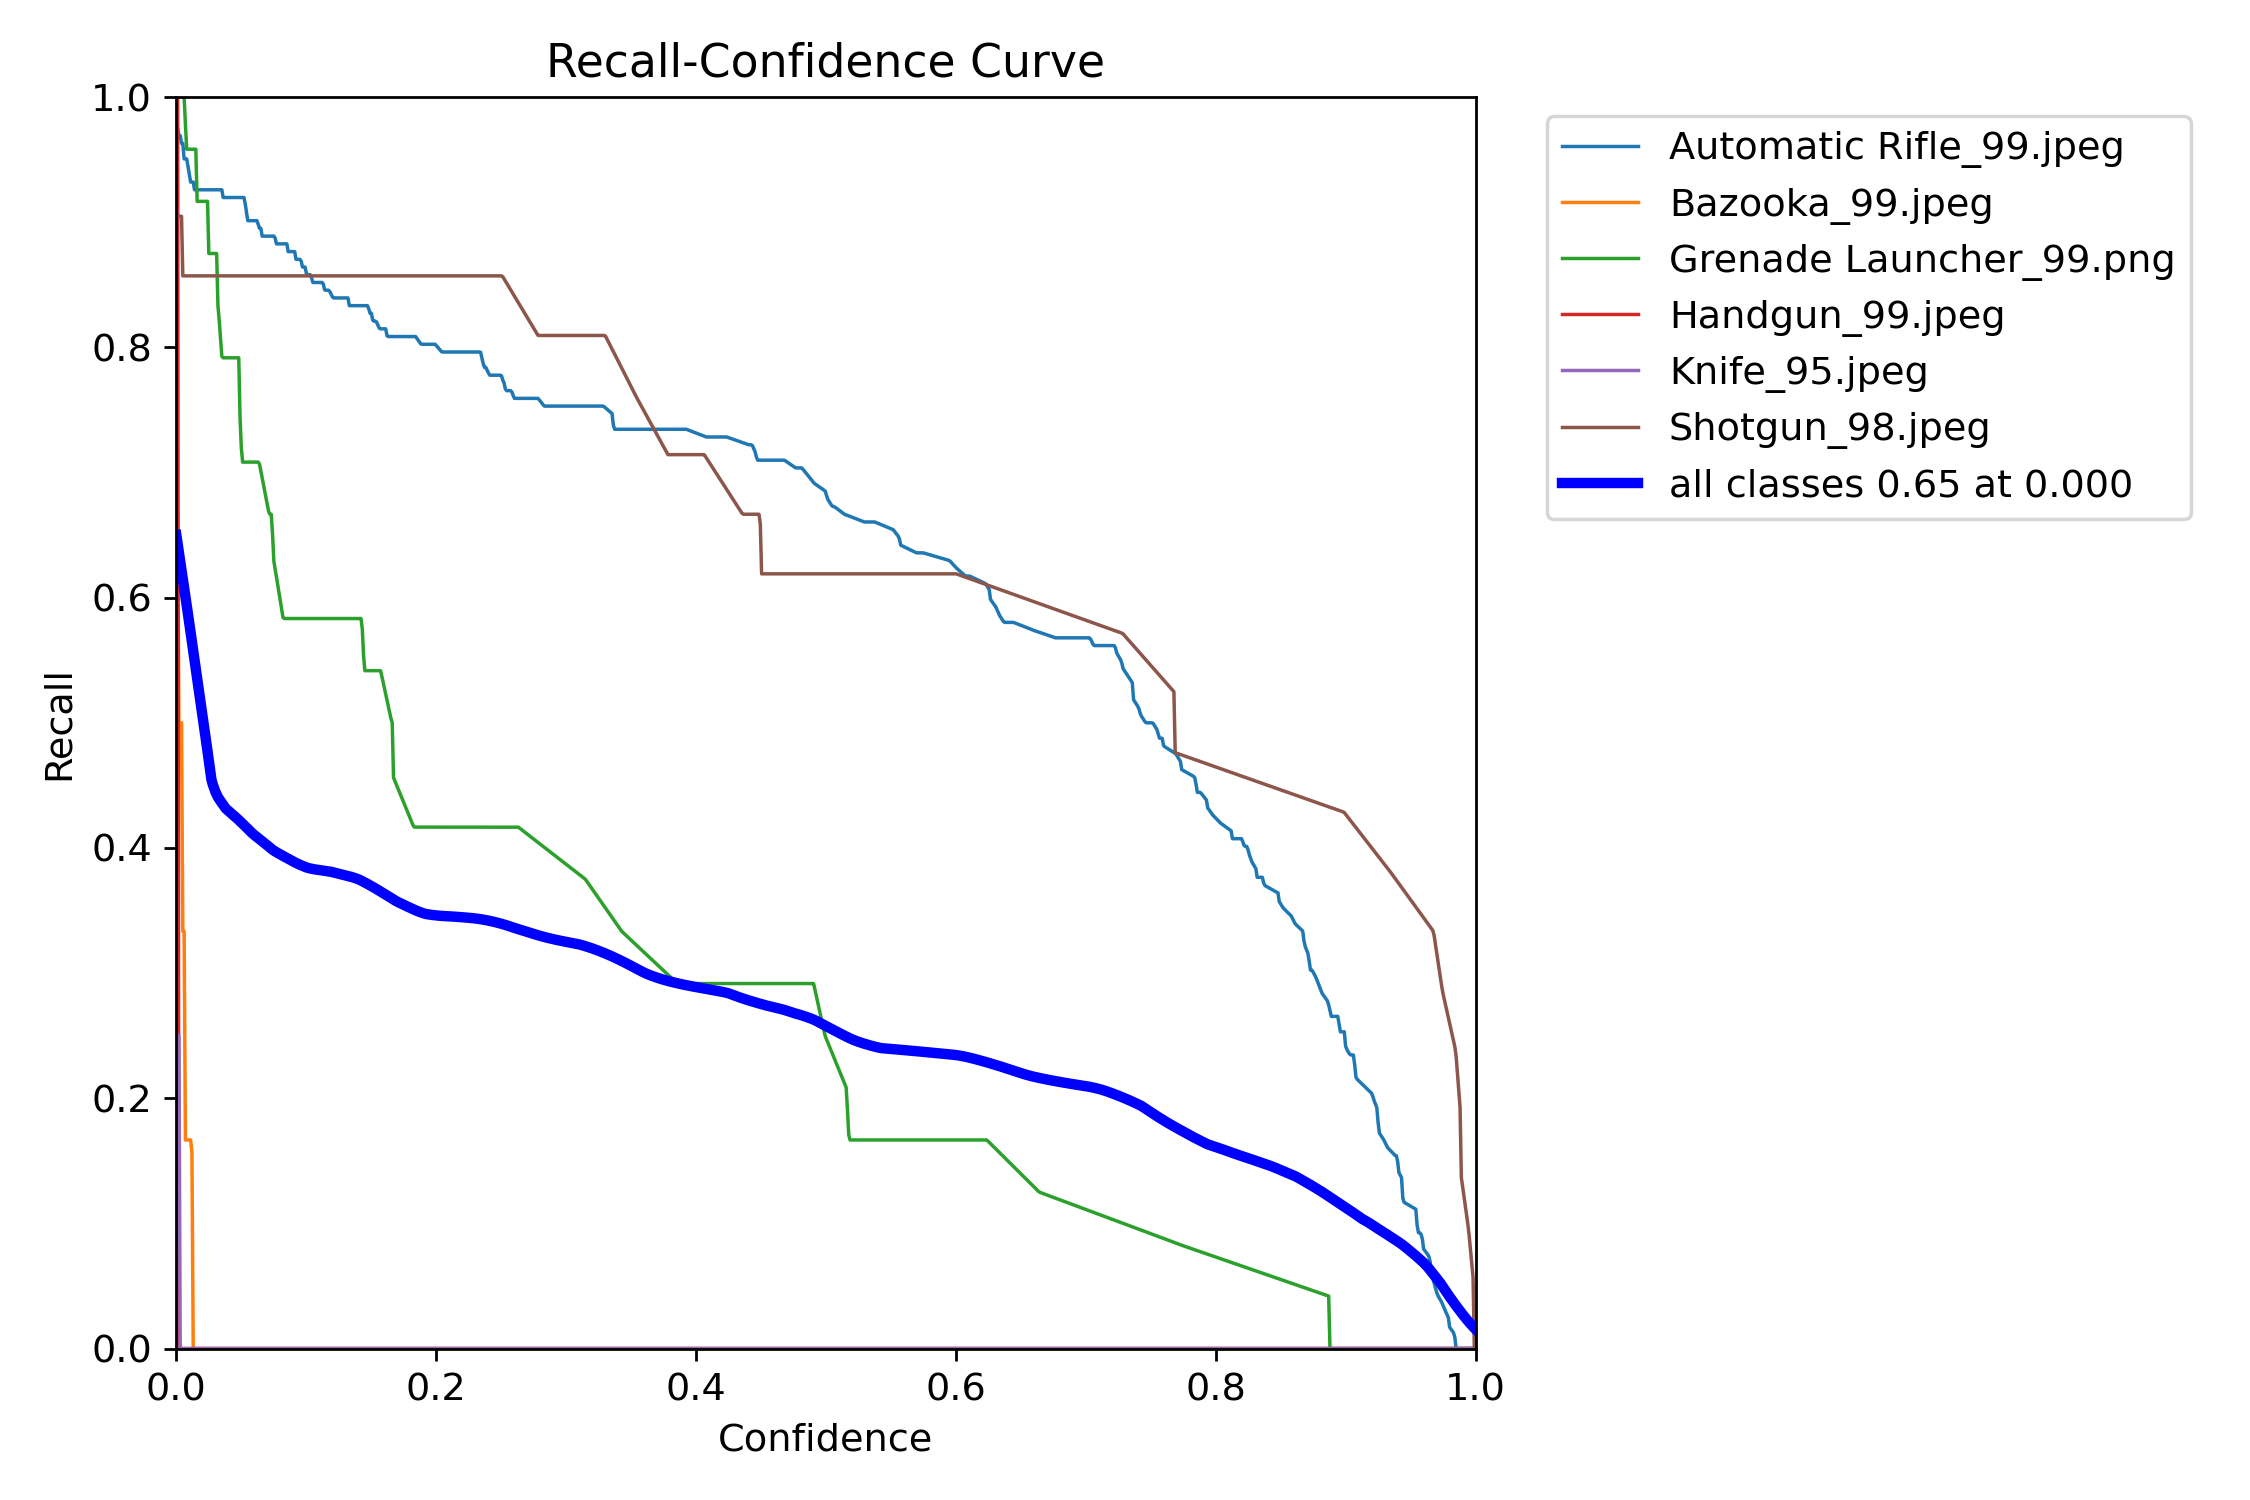 Recall-Confidence Curve
1.0
0.8
0.6
0.4
0.2
0.0
Recall
0.0 0.2 0.4 0.6 0.8 1.0
Confidence
Automatic Rifle_99.jpeg
Bazooka_99.jpeg
Grenade Launcher_99.png
Handgun_99.jpeg
Knife_95.jpeg
Shotgun_98.jpeg
all classes 0.65 at 0.000